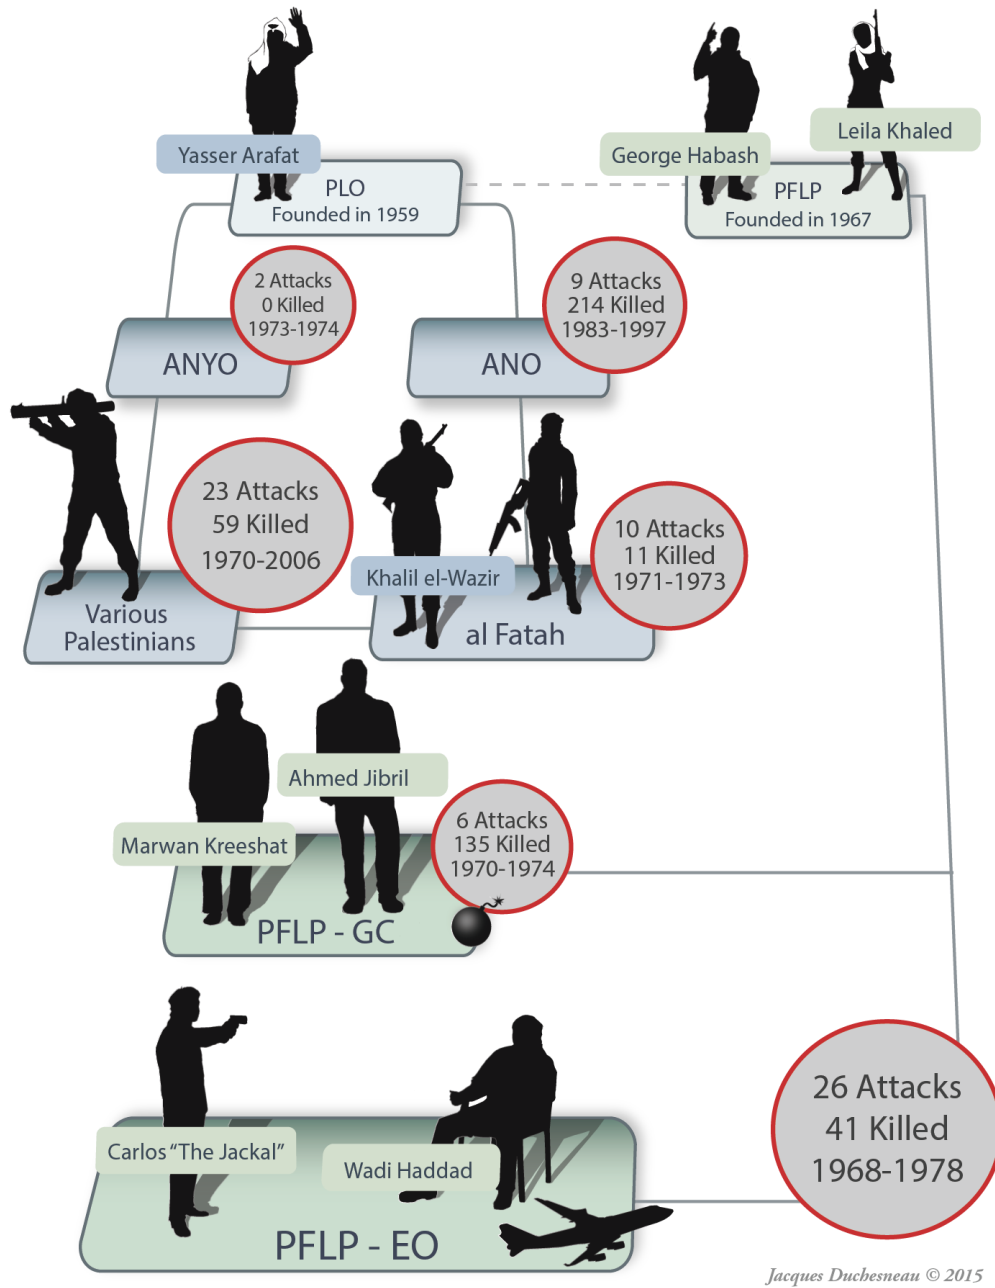 Yasser Arafat
PLO
Founded in 1959
George Habash
Leila Khaled
PFLP
Founded in 1967
2 Attacks
0 Killed
1973-1974
ANYO
9 Attacks
214 Killed
1983-1997
ANO
23 Attacks
59 Killed
1970-2006
Various
Palestinians
Khalil el-Wazir
10 Attacks
11 Killed
1971-1973
al Fatah
Ahmed Jibril
Marwan Kreeshat
6 Attacks
135 Killed
1970-1974
PFLP - GC
Carlos “The Jackal”
Wadi Haddad
26 Attacks
41 Killed
1968-1978
PFLP - EO
Jacques Duchesneau © 2015